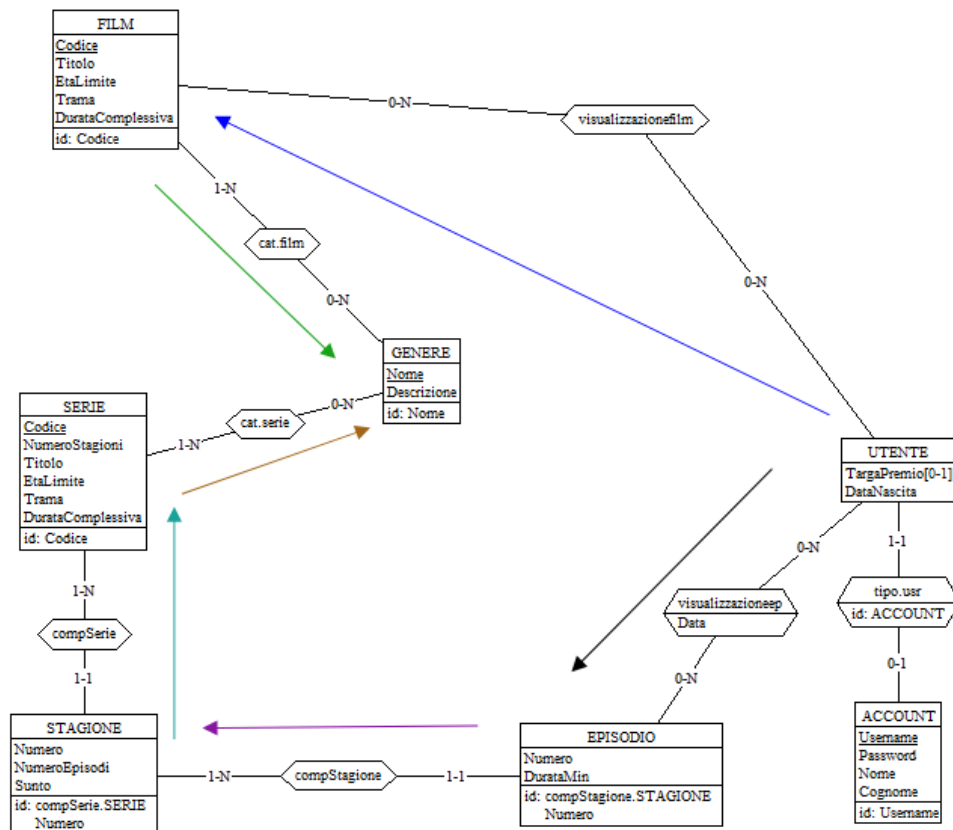 FILM
Codice
Titolo
EtaLimite
Trama
DurataComplessiva
id: Codice
0-N
visualizzazionefilm
1-N
cat.film
0-N
0-N
GENERE
Nome
Descrizione
id: Nome
SERIE
Codice
NumeroStagioni
Titolo
EtaLimite
Trama
DurataComplessiva
id: Codice
1-N
cat.serie
0-N
UTENTE
TargaPremio[0-1]
DataNascita
0-N
1-1
1-N
visualizzazioneep
Data
tipo.usr
id: ACCOUNT
compSerie
0-N
0-1
1-1
STAGIONE
Numero
NumeroEpisodi
Sunto
id: compSerie.SERIE
Numero
1-N
compStagione
1-1
EPISODIO
Numero
DurataMin
id: compStagione.STAGIONE
Numero
ACCOUNT
Username
Password
Nome
Cognome
id: Username